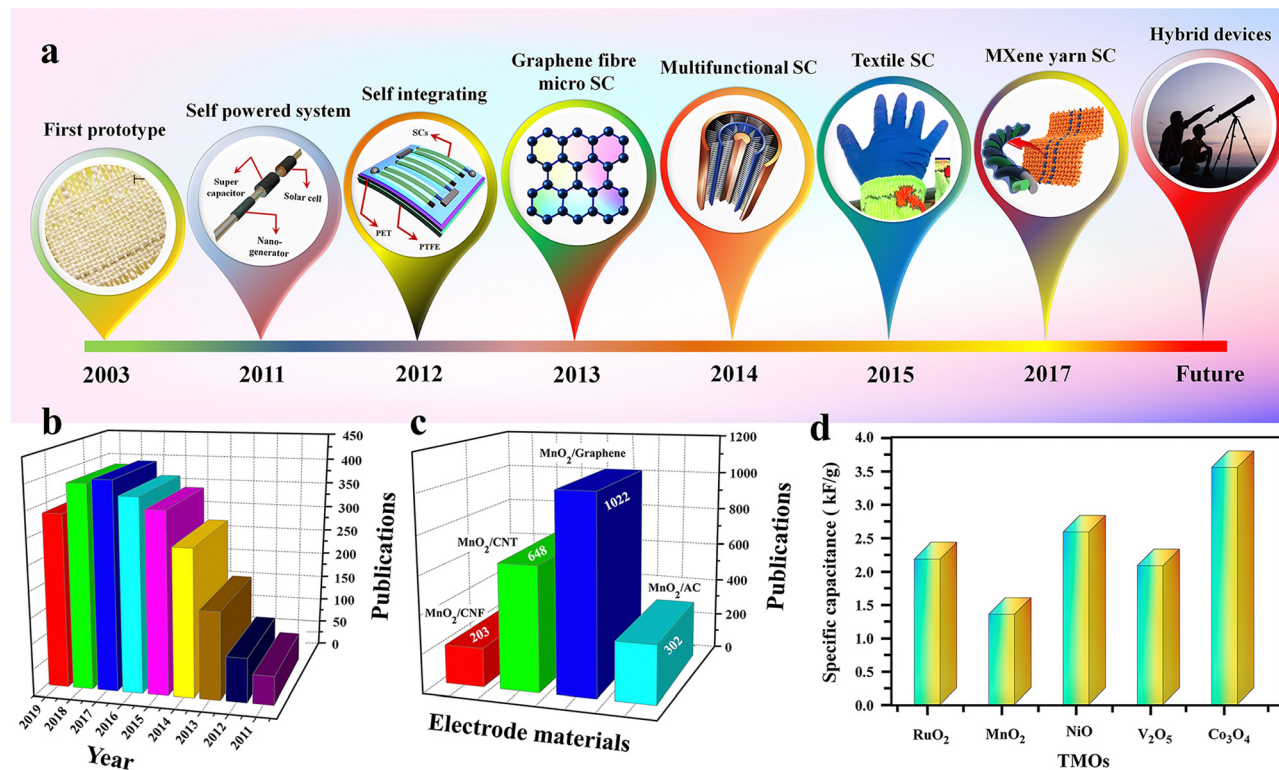 a
First prototype
Self powered system
Super
capacitor
Solar cell
Nano-
generator
Self integrating
SCs
PET
PTFE
Graphene fibre
micro SC
Multifunctional SC
Textile SC
MXene yarn SC
Hybrid devices
2003
2011
2012
2013
2014
2015
2017
Future
b
450
400
350
300
250
200
150
100
50
0
Publications
2019
2018
2017
2016
2015
2014
2013
2012
2011
Year
c
MnO₂/CNF
203
MnO₂/CNT
648
MnO₂/Graphene
1022
MnO₂/AC
302
1200
1000
800
600
400
200
0
Publications
Electrode materials
d
4.0
3.5
3.0
2.5
2.0
1.5
1.0
0.5
0.0
Specific capacitance ( kF/g)
RuO₂
MnO₂
NiO
V₂O₅
Co₃O₄
TMOs